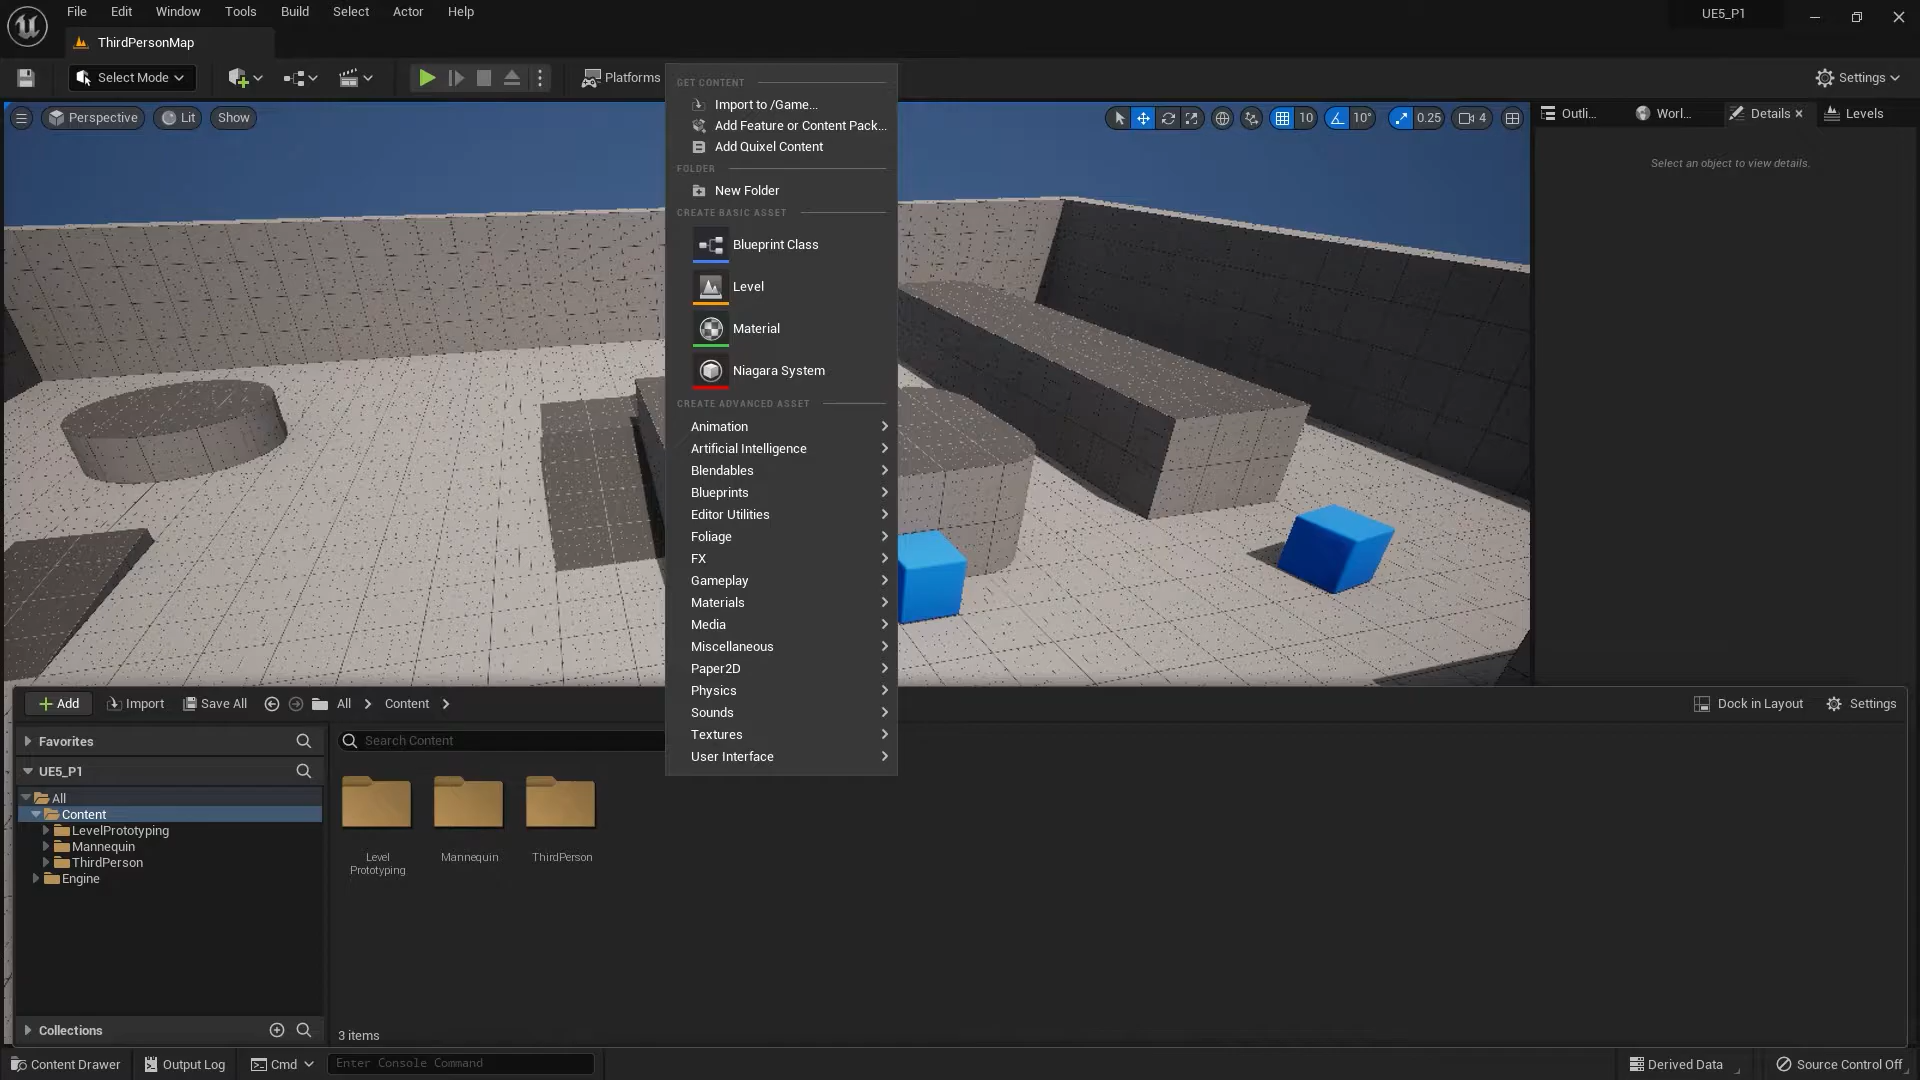 File Edit Window Tools Build Select Actor Help
UE5_P1
ThirdPersonMap
Select Mode
Platforms
Settings
Perspective Lit Show
10 10° 0.25 4
Outli... Worl... Details Levels
Select an object to view details.
GET CONTENT
Import to /Game...
Add Feature or Content Pack...
Add Quixel Content
FOLDER
New Folder
CREATE BASIC ASSET
Blueprint Class
Level
Material
Niagara System
CREATE ADVANCED ASSET
Animation
Artificial Intelligence
Blendables
Blueprints
Editor Utilities
Foliage
FX
Gameplay
Materials
Media
Miscellaneous
Paper2D
Physics
Sounds
Textures
User Interface
Add Import Save All All Content
Dock in Layout Settings
Favorites
Search Content
UE5_P1
All
Content
LevelPrototyping
Mannequin
ThirdPerson
Engine
Level
Prototyping
Mannequin
ThirdPerson
Collections
3 items
Content Drawer Output Log Cmd Enter Console Command
Derived Data Source Control Off